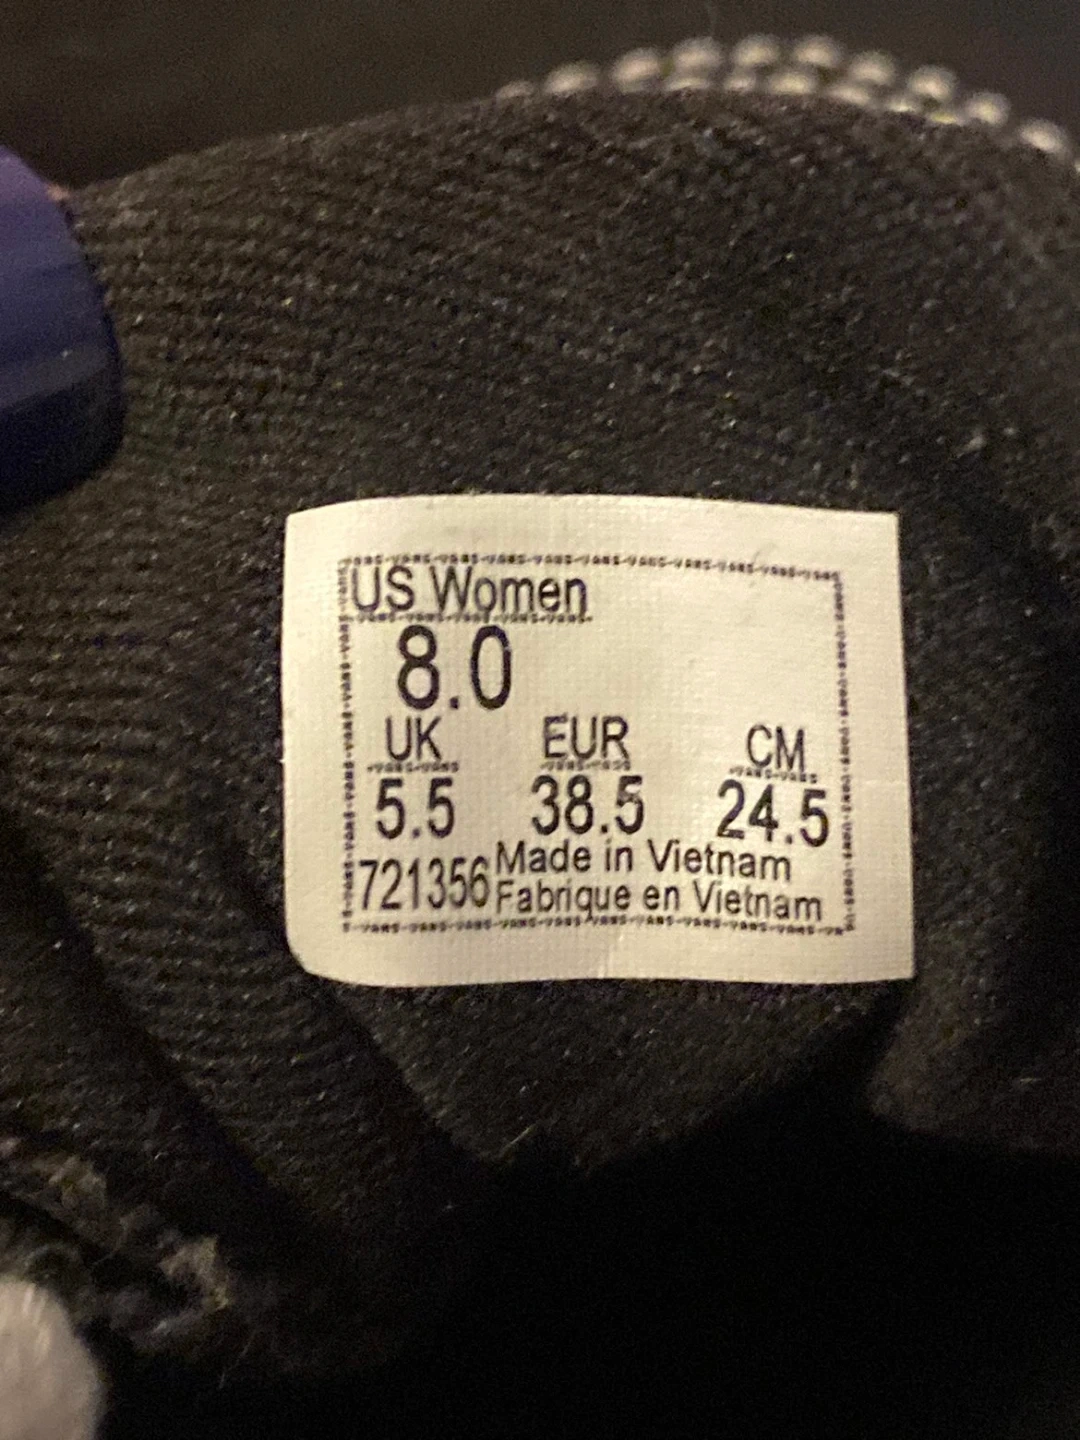 US Women
8.0
UK EUR CM
5.5 38.5 24.5
721356 Made in Vietnam
Fabrique en Vietnam